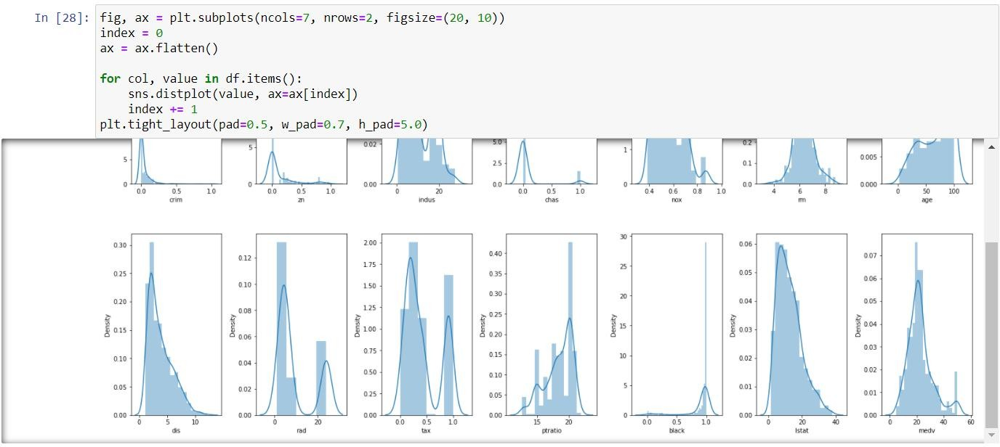 In [28]: fig, ax = plt.subplots(ncols=7, nrows=2, figsize=(20, 10))
index = 0
ax = ax.flatten()
for col, value in df.items():
    sns.distplot(value, ax=ax[index])
    index += 1
plt.tight_layout(pad=0.5, w_pad=0.7, h_pad=5.0)
5 5 0.02 5.0 1 0.2 0.005
2.5 0.1
0 0 0.00 0.0 0 0.0 0.000
0.0 0.5 1.0 0.0 0.5 1.0 0 20 0.0 0.5 1.0 0.4 0.6 0.8 1.0 4 6 8 0 50 100
crim zn indus chas nox rm age
0.30 0.12 2.00 0.40 30 0.06 0.07
0.25 0.10 1.75 0.35 25 0.05 0.06
0.20 0.08 1.50 0.30 20 0.04 0.05
0.15 0.06 1.25 0.25 15 0.03 0.04
0.10 0.04 1.00 0.20 10 0.02 0.03
0.05 0.02 0.75 0.15 5 0.01 0.02
0.00 0.00 0.50 0.10 0 0.00 0.01
0.25 0.05 0.00
0.00 0.00
Density Density Density Density Density Density Density
0 5 10 0 20 0.0 0.5 1.0 15 20 0.0 0.5 1.0 0 20 40 0 20 40 60
dis rad tax ptratio black lstat medv